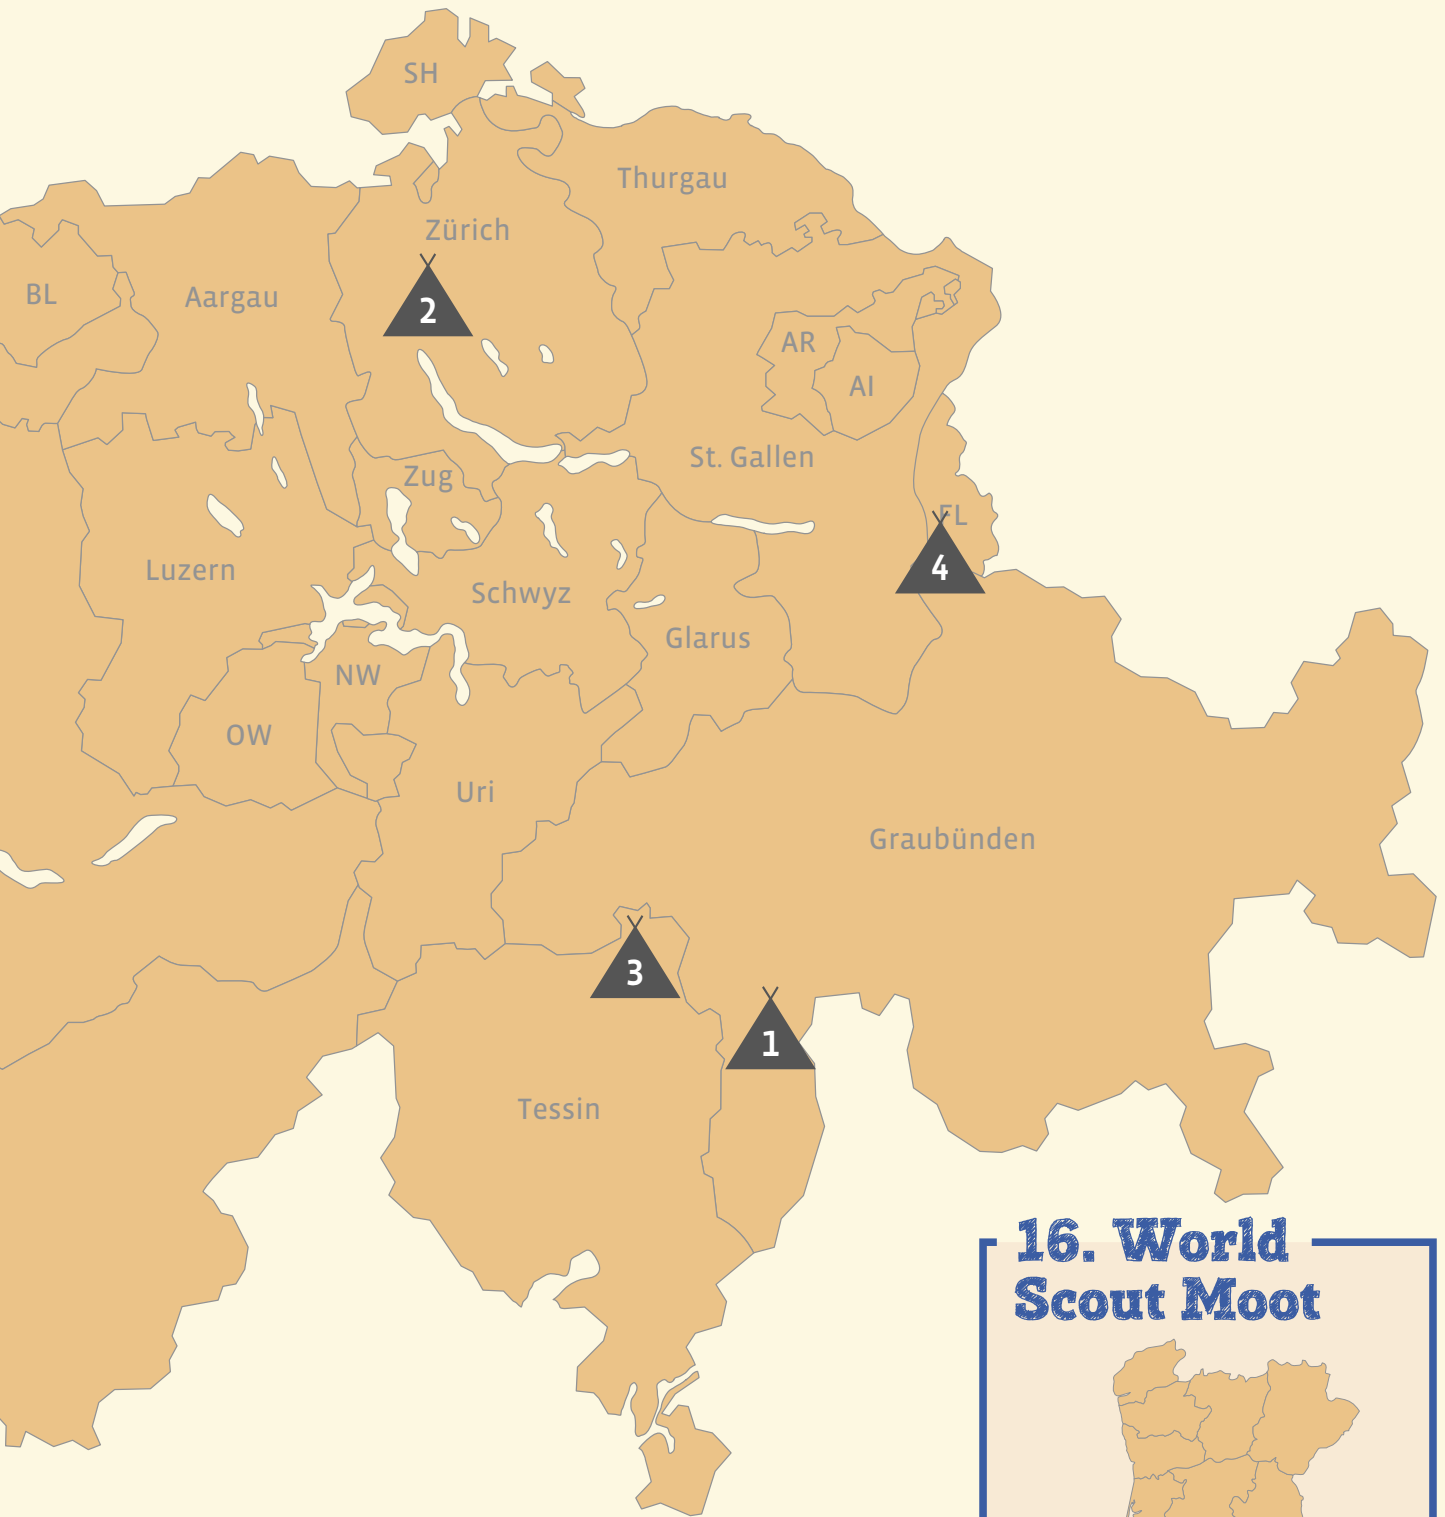 SH
Thurgau
Zürich
BL
Aargau
2
AR
AI
St. Gallen
Zug
FL
4
Luzern
Schwyz
Glarus
NW
OW
Uri
Graubünden
3
1
Tessin
16. World
Scout Moot